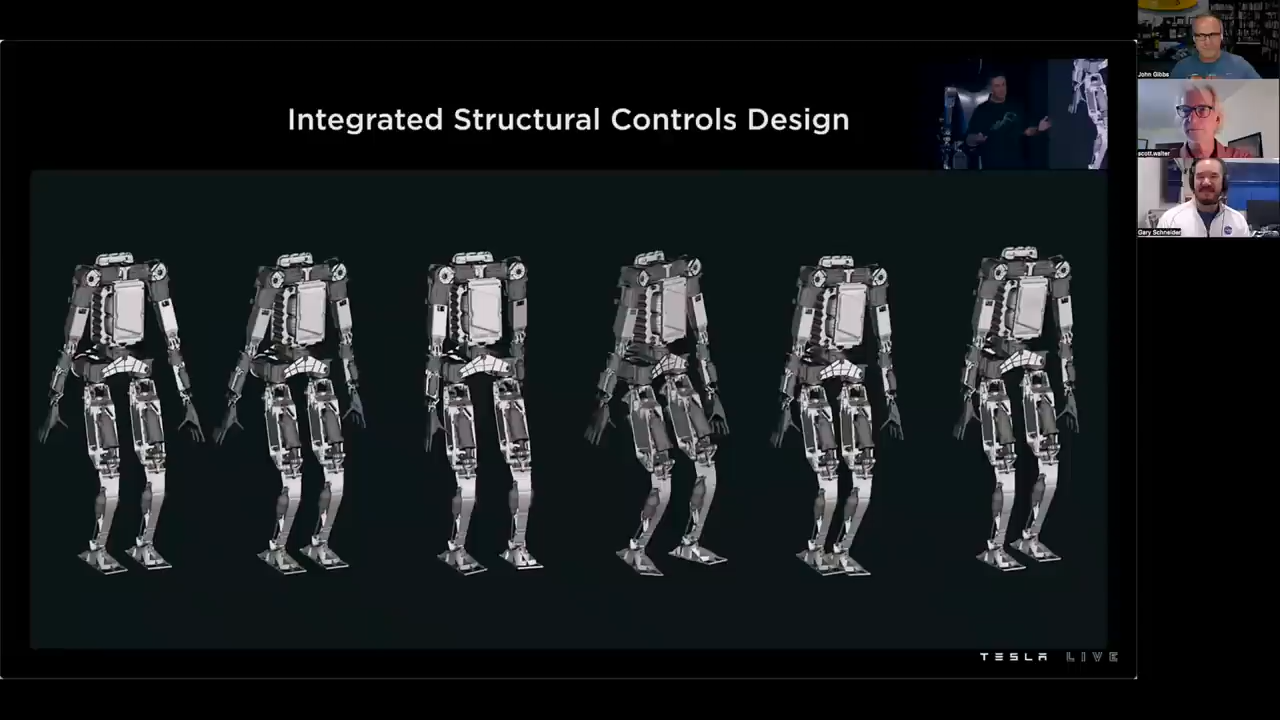 Integrated Structural Controls Design
John Gibbs
scott.walter
Gary Schneider
TESLA LIVE